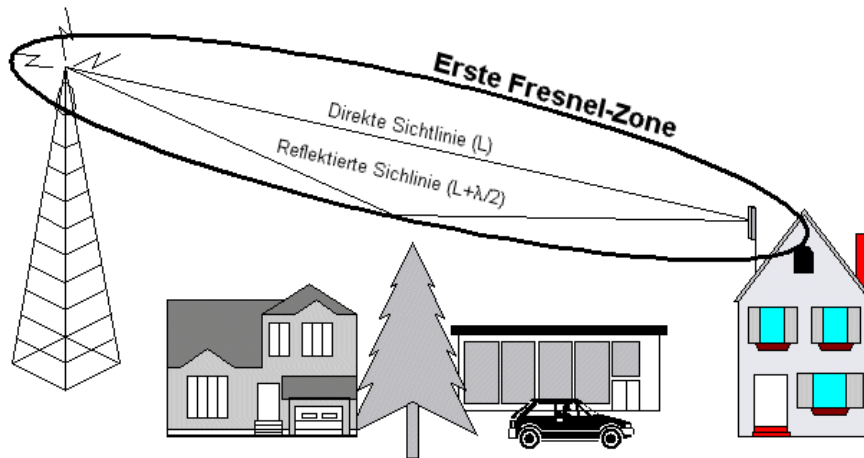 Erste Fresnel-Zone
Direkte Sichtlinie (L)
Reflektierte Sichlinie (L+λ/2)